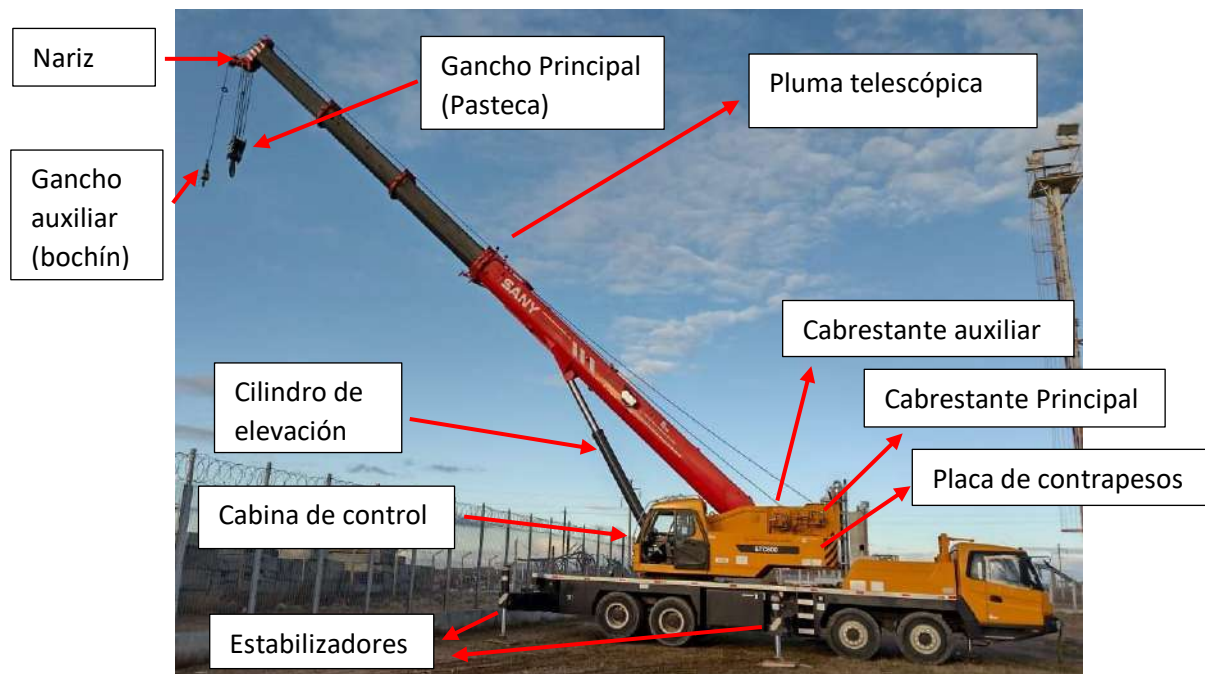 Nariz
Gancho Principal
(Pasteca)
Pluma telescópica
Gancho
auxiliar
(bochín)
SANY
Cabrestante auxiliar
Cilindro de
elevación
Cabrestante Principal
Placa de contrapesos
Cabina de control
Estabilizadores